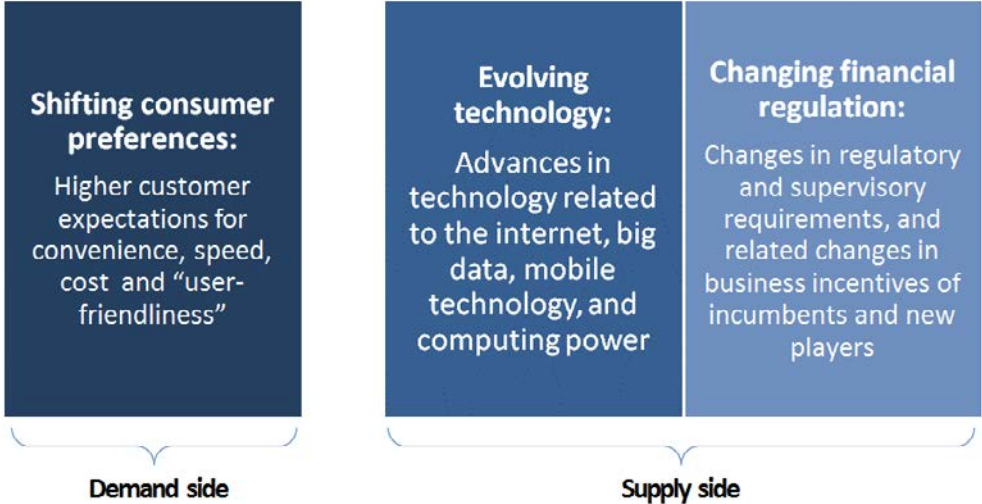 Shifting consumer
preferences:
Higher customer
expectations for
convenience, speed,
cost and “user-
friendliness”
Evolving
technology:
Advances in
technology related
to the internet, big
data, mobile
technology, and
computing power
Changing financial
regulation:
Changes in regulatory
and supervisory
requirements, and
related changes in
business incentives of
incumbents and new
players
Demand side
Supply side